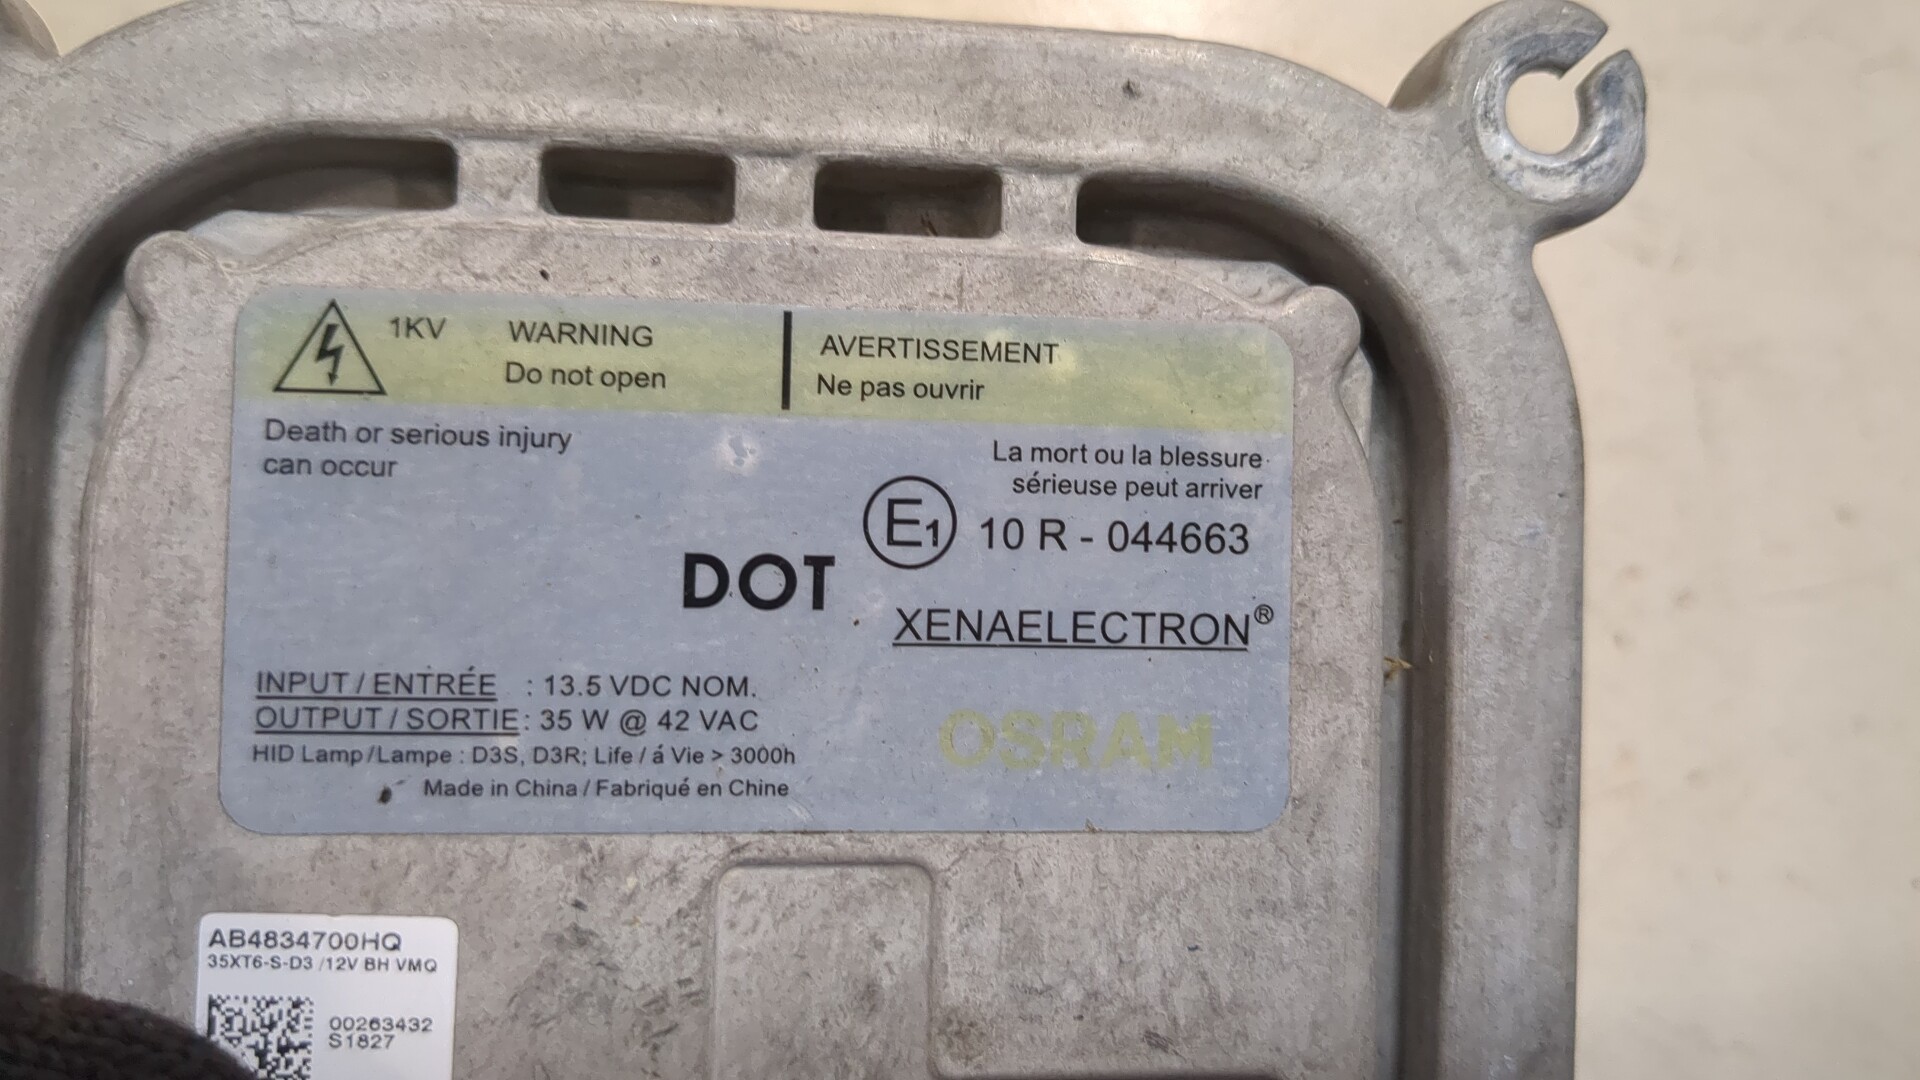 1KV
WARNING
Do not open
AVERTISSEMENT
Ne pas ouvrir
Death or serious injury
can occur
La mort ou la blessure
sérieuse peut arriver
E1 10 R - 044663
DOT
XENAELECTRON®
INPUT / ENTRÉE : 13.5 VDC NOM.
OUTPUT / SORTIE : 35 W @ 42 VAC
HID Lamp/Lampe : D3S, D3R; Life / á Vie > 3000h
Made in China / Fabriqué en Chine
OSRAM
AB4834700HQ
35XT6-S-D3 /12V BH VMQ
00263432
S1827